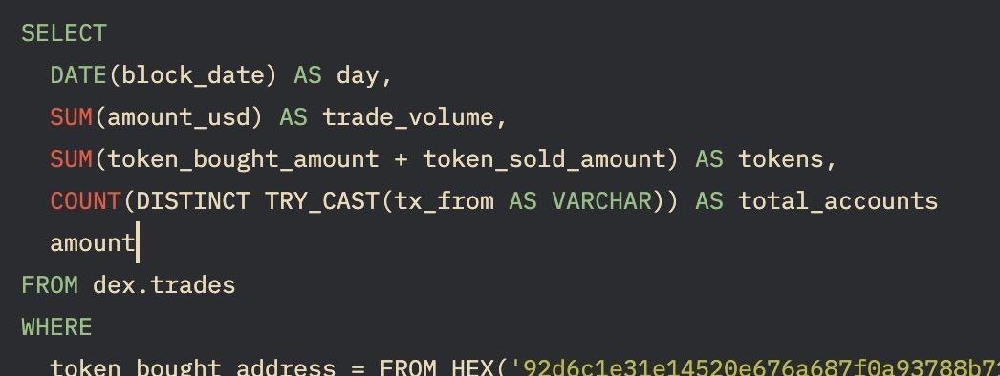 SELECT
DATE(block_date) AS day,
SUM(amount_usd) AS trade_volume,
SUM(token_bought_amount + token_sold_amount) AS tokens,
COUNT(DISTINCT TRY_CAST(tx_from AS VARCHAR)) AS total_accounts
amount
FROM dex.trades
WHERE
token_bought_address = FROM_HEX('92d6c1e31e14520e676a687f0a93788b7